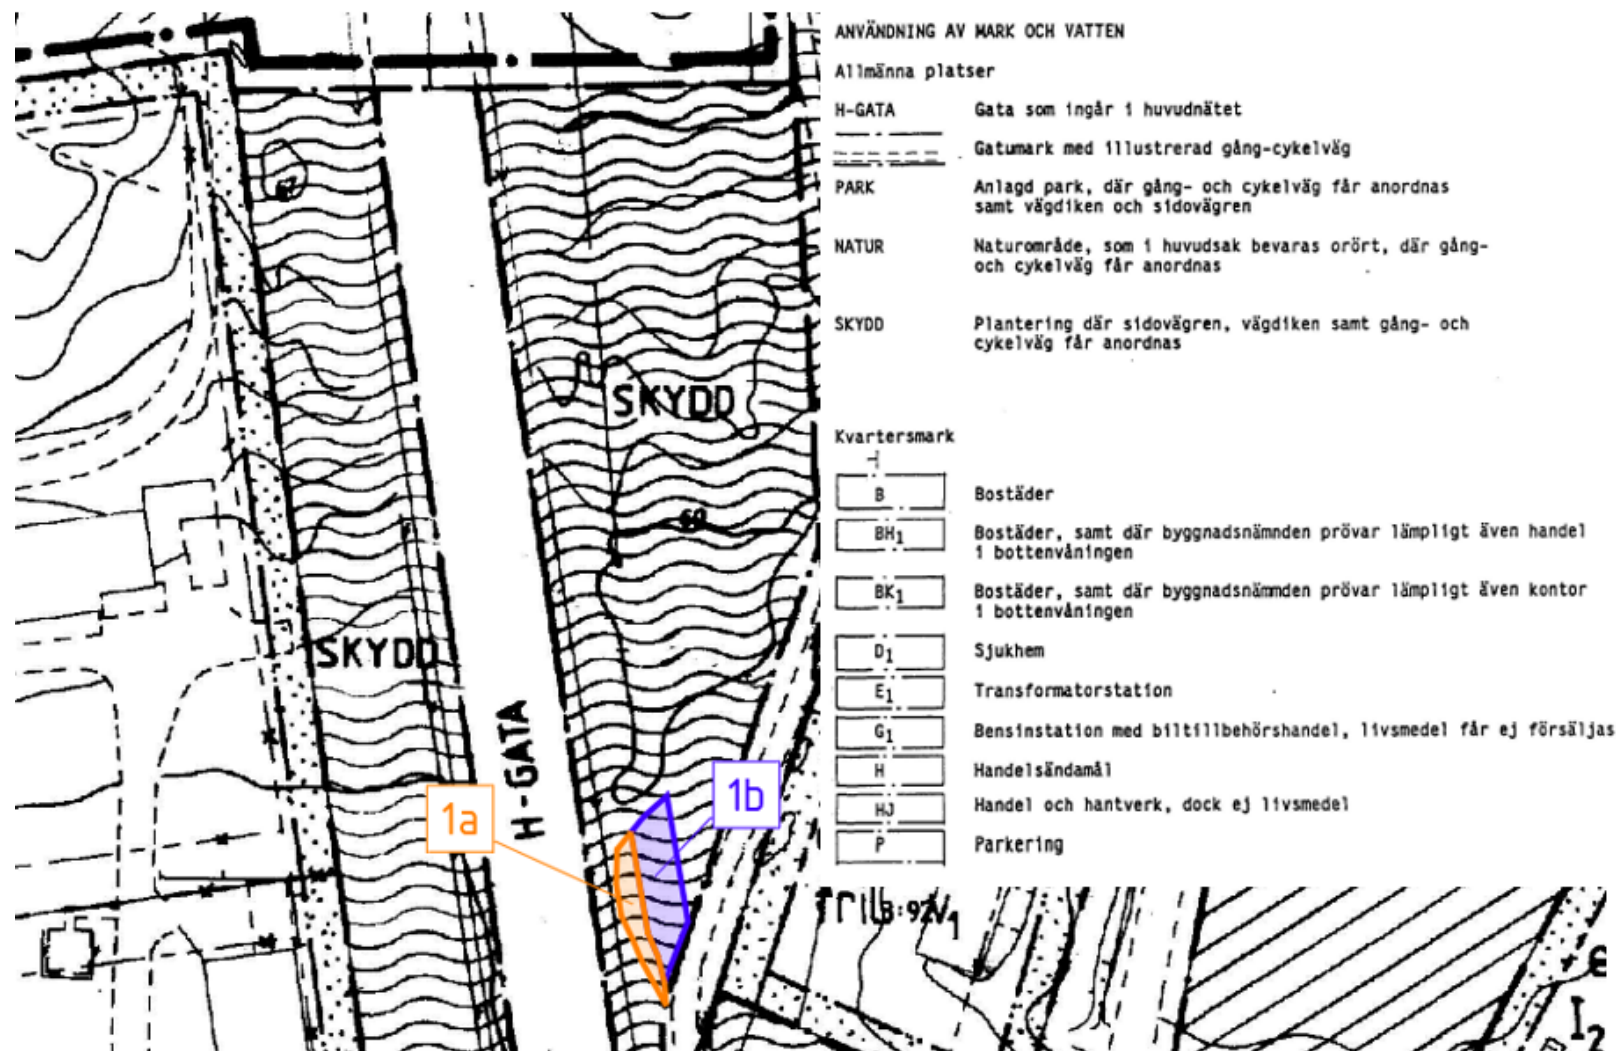 ANVÄNDNING AV MARK OCH VATTEN
Allmänna platser
H-GATA Gata som ingår i huvudnätet
Gatumark med illustrerad gång-cykelväg
PARK Anlagd park, där gång- och cykelväg får anordnas
samt vägdiken och sidovägren
NATUR Naturområde, som i huvudsak bevaras orört, där gång-
och cykelväg får anordnas
SKYDD Plantering där sidovägren, vägdiken samt gång- och
cykelväg får anordnas
Kvartersmark
B Bostäder
BH1 Bostäder, samt där byggnadsnämnden prövar lämpligt även handel
i bottenvåningen
BK1 Bostäder, samt där byggnadsnämnden prövar lämpligt även kontor
i bottenvåningen
D1 Sjukhem
E1 Transformatorstation
G1 Bensinstation med biltillbehörshandel, livsmedel får ej försäljas
H Handelsändamål
HJ Handel och hantverk, dock ej livsmedel
P Parkering
67
SKYDD
69
SKYDD
H-GATA
1a
1b
e
I2